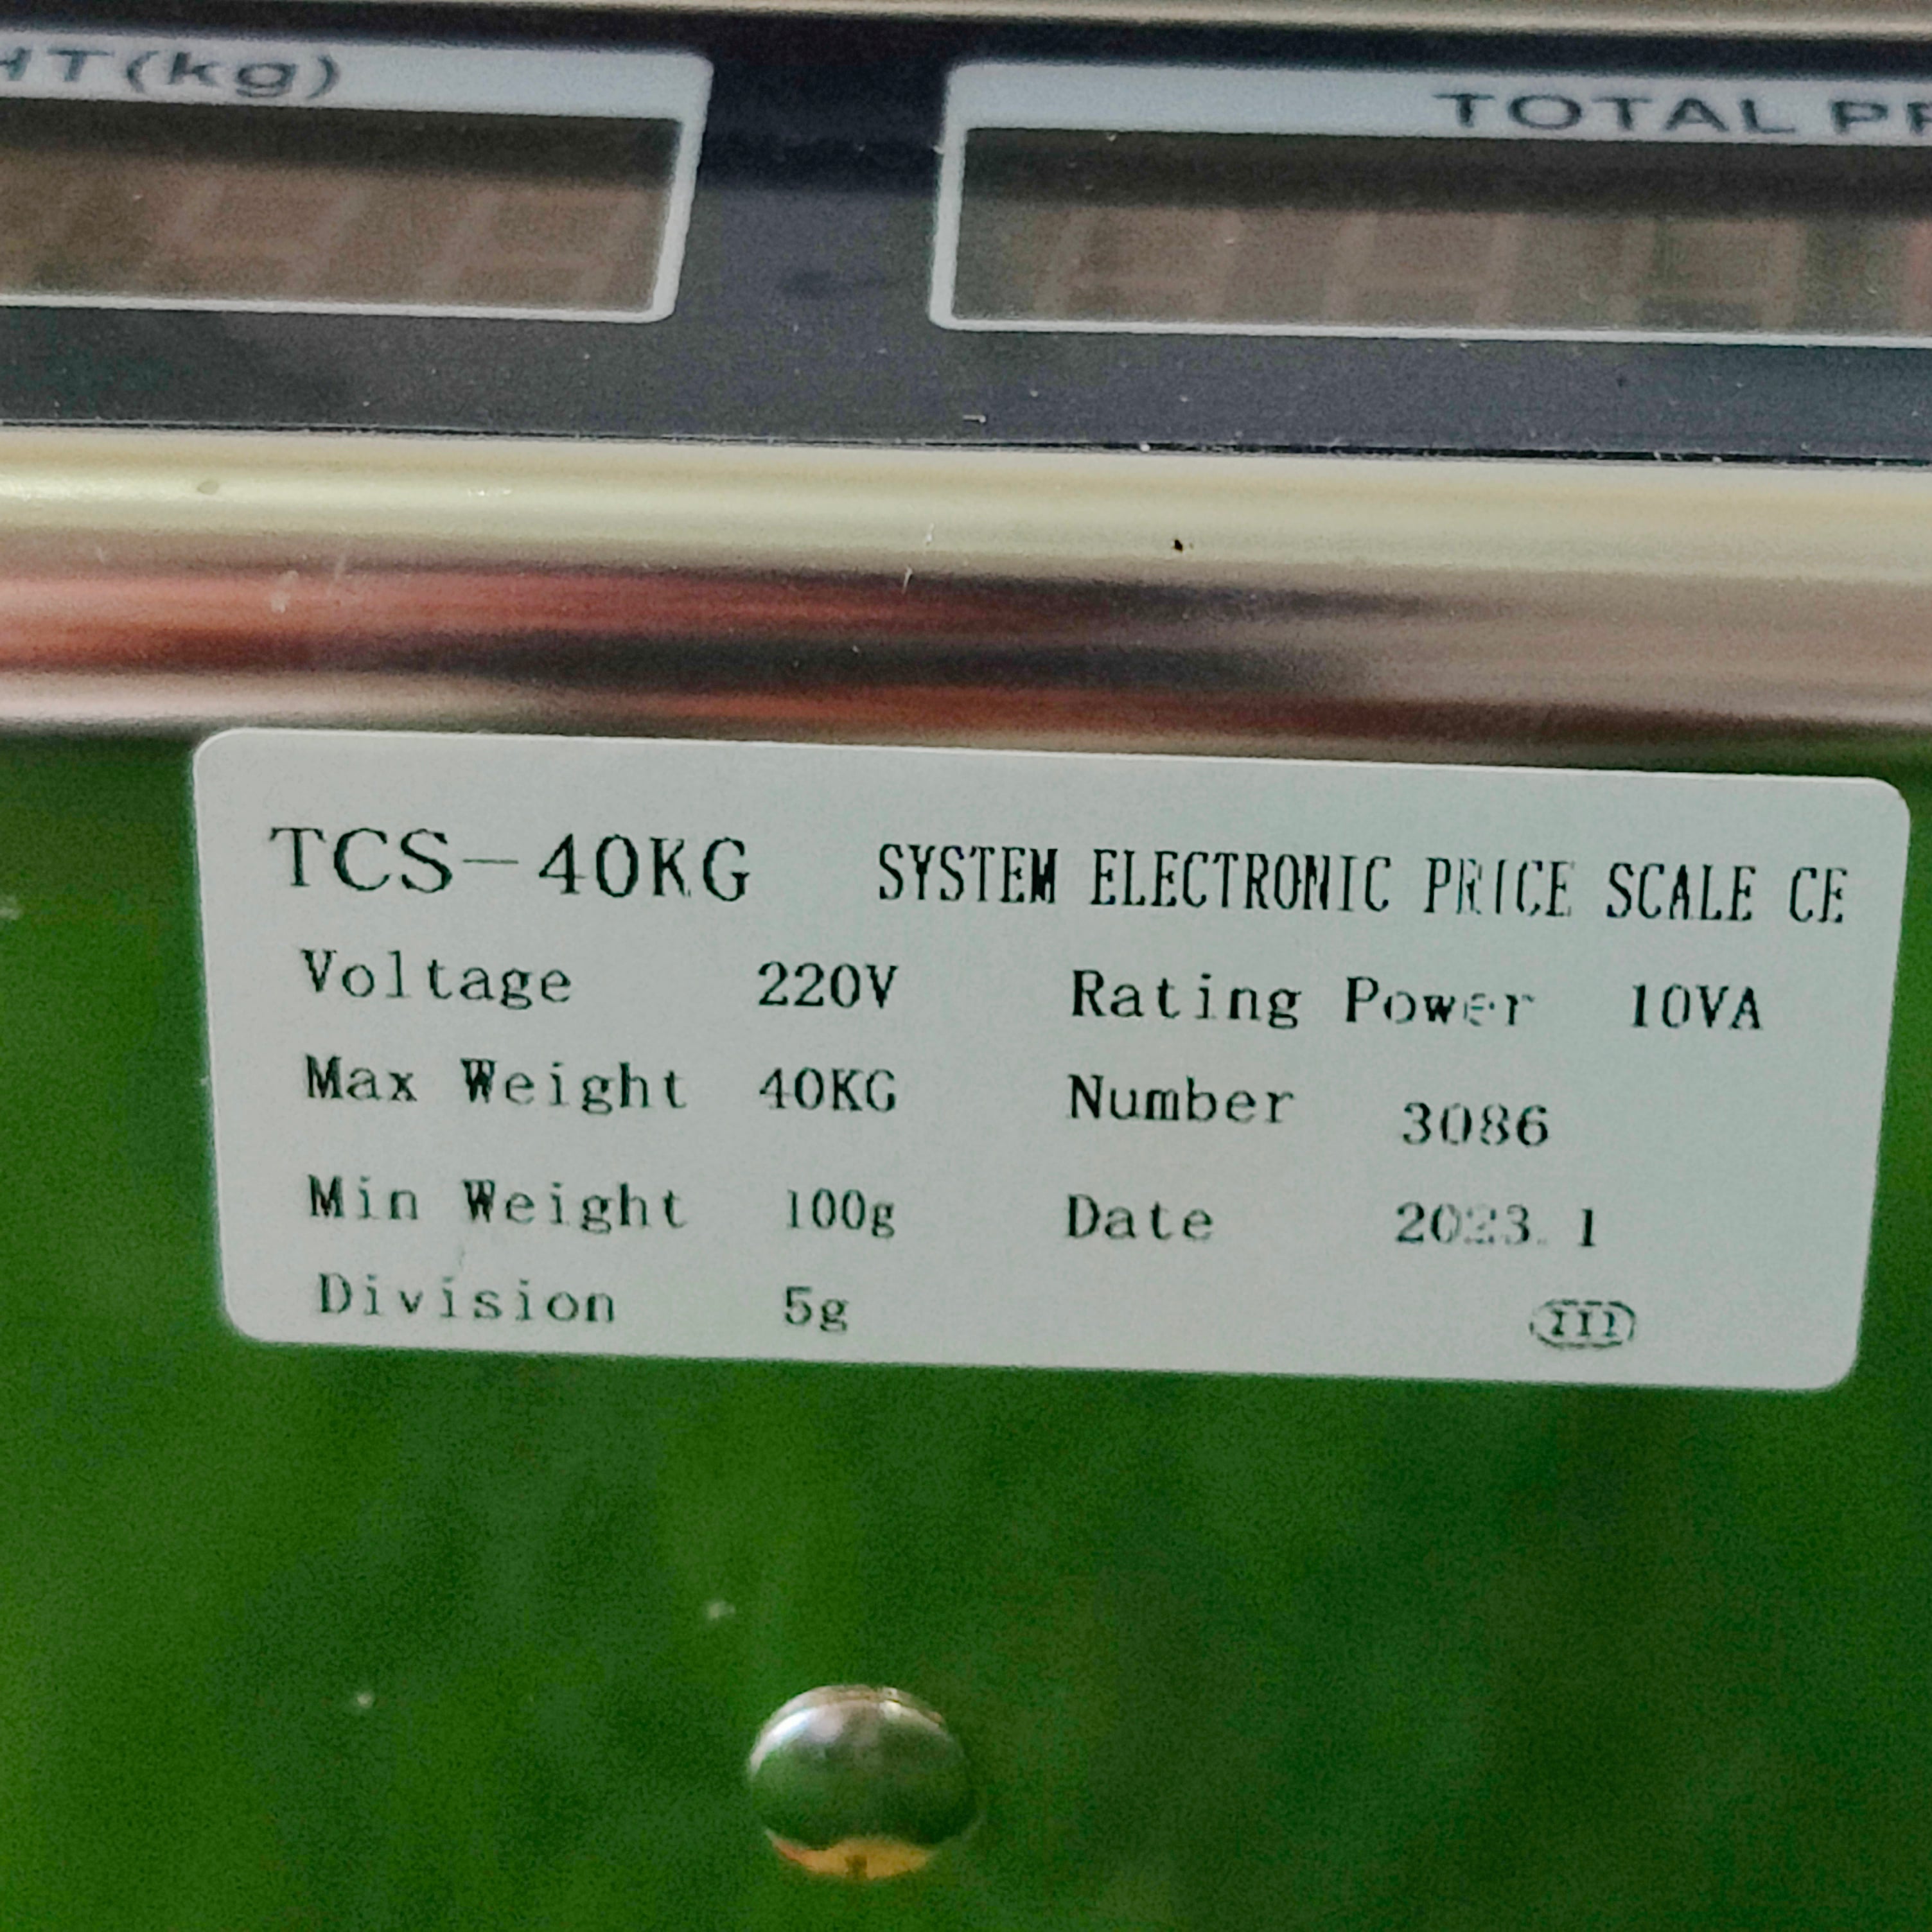 HT(kg)
TOTAL PR
TCS-40KG SYSTEM ELECTRONIC PRICE SCALE CE
Voltage 220V Rating Power 10VA
Max Weight 40KG Number 3086
Min Weight 100g Date 2023.1
Division 5g III